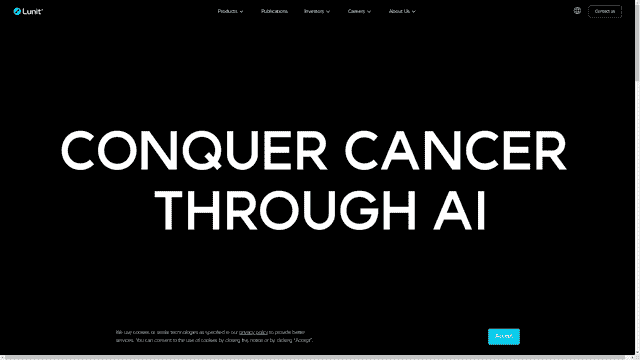 Lunit
Products
Publications
Investors
Careers
About Us
Contact us
CONQUER CANCER
THROUGH AI
We use cookies or similar technologies as specified in our privacy policy to provide better
services. You can consent to the use of cookies by closing this notice or by clicking "Accept".
Accept